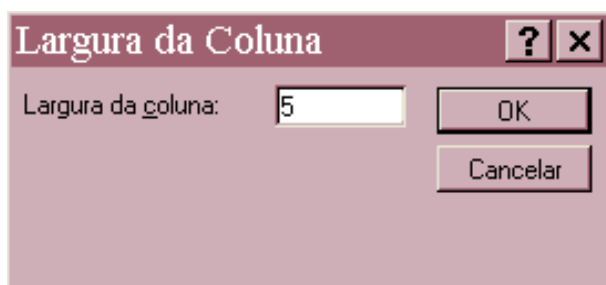 Largura da Coluna ? ×
Largura da coluna: 5 OK
Cancelar